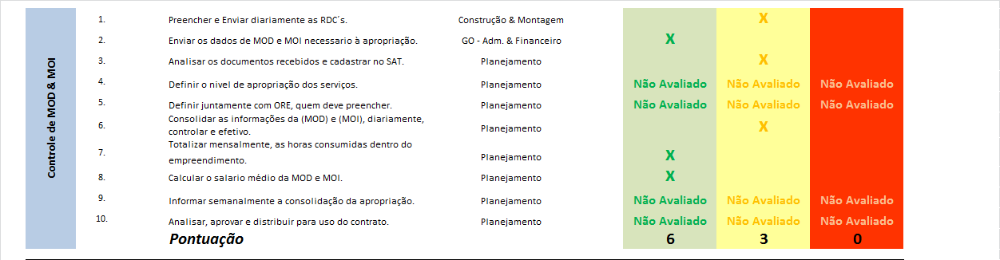 Controle de MOD & MOI
1. Preencher e Enviar diariamente as RDC´s. Construção & Montagem X
2. Enviar os dados de MOD e MOI necessario à apropriação. GO - Adm. & Financeiro X
3. Analisar os documentos recebidos e cadastrar no SAT. Planejamento X
4. Definir o nivel de apropriação dos serviços. Planejamento Não Avaliado Não Avaliado Não Avaliado
5. Definir juntamente com ORE, quem deve preencher. Planejamento Não Avaliado Não Avaliado Não Avaliado
6. Consolidar as informações da (MOD) e (MOI), diariamente,
controlar e efetivo. Planejamento X
7. Totalizar mensalmente, as horas consumidas dentro do
empreendimento. Planejamento X
8. Calcular o salario médio da MOD e MOI. Planejamento X
9. Informar semanalmente a consolidação da apropriação. Planejamento Não Avaliado Não Avaliado Não Avaliado
10. Analisar, aprovar e distribuir para uso do contrato. Planejamento Não Avaliado Não Avaliado Não Avaliado
Pontuação 6 3 0